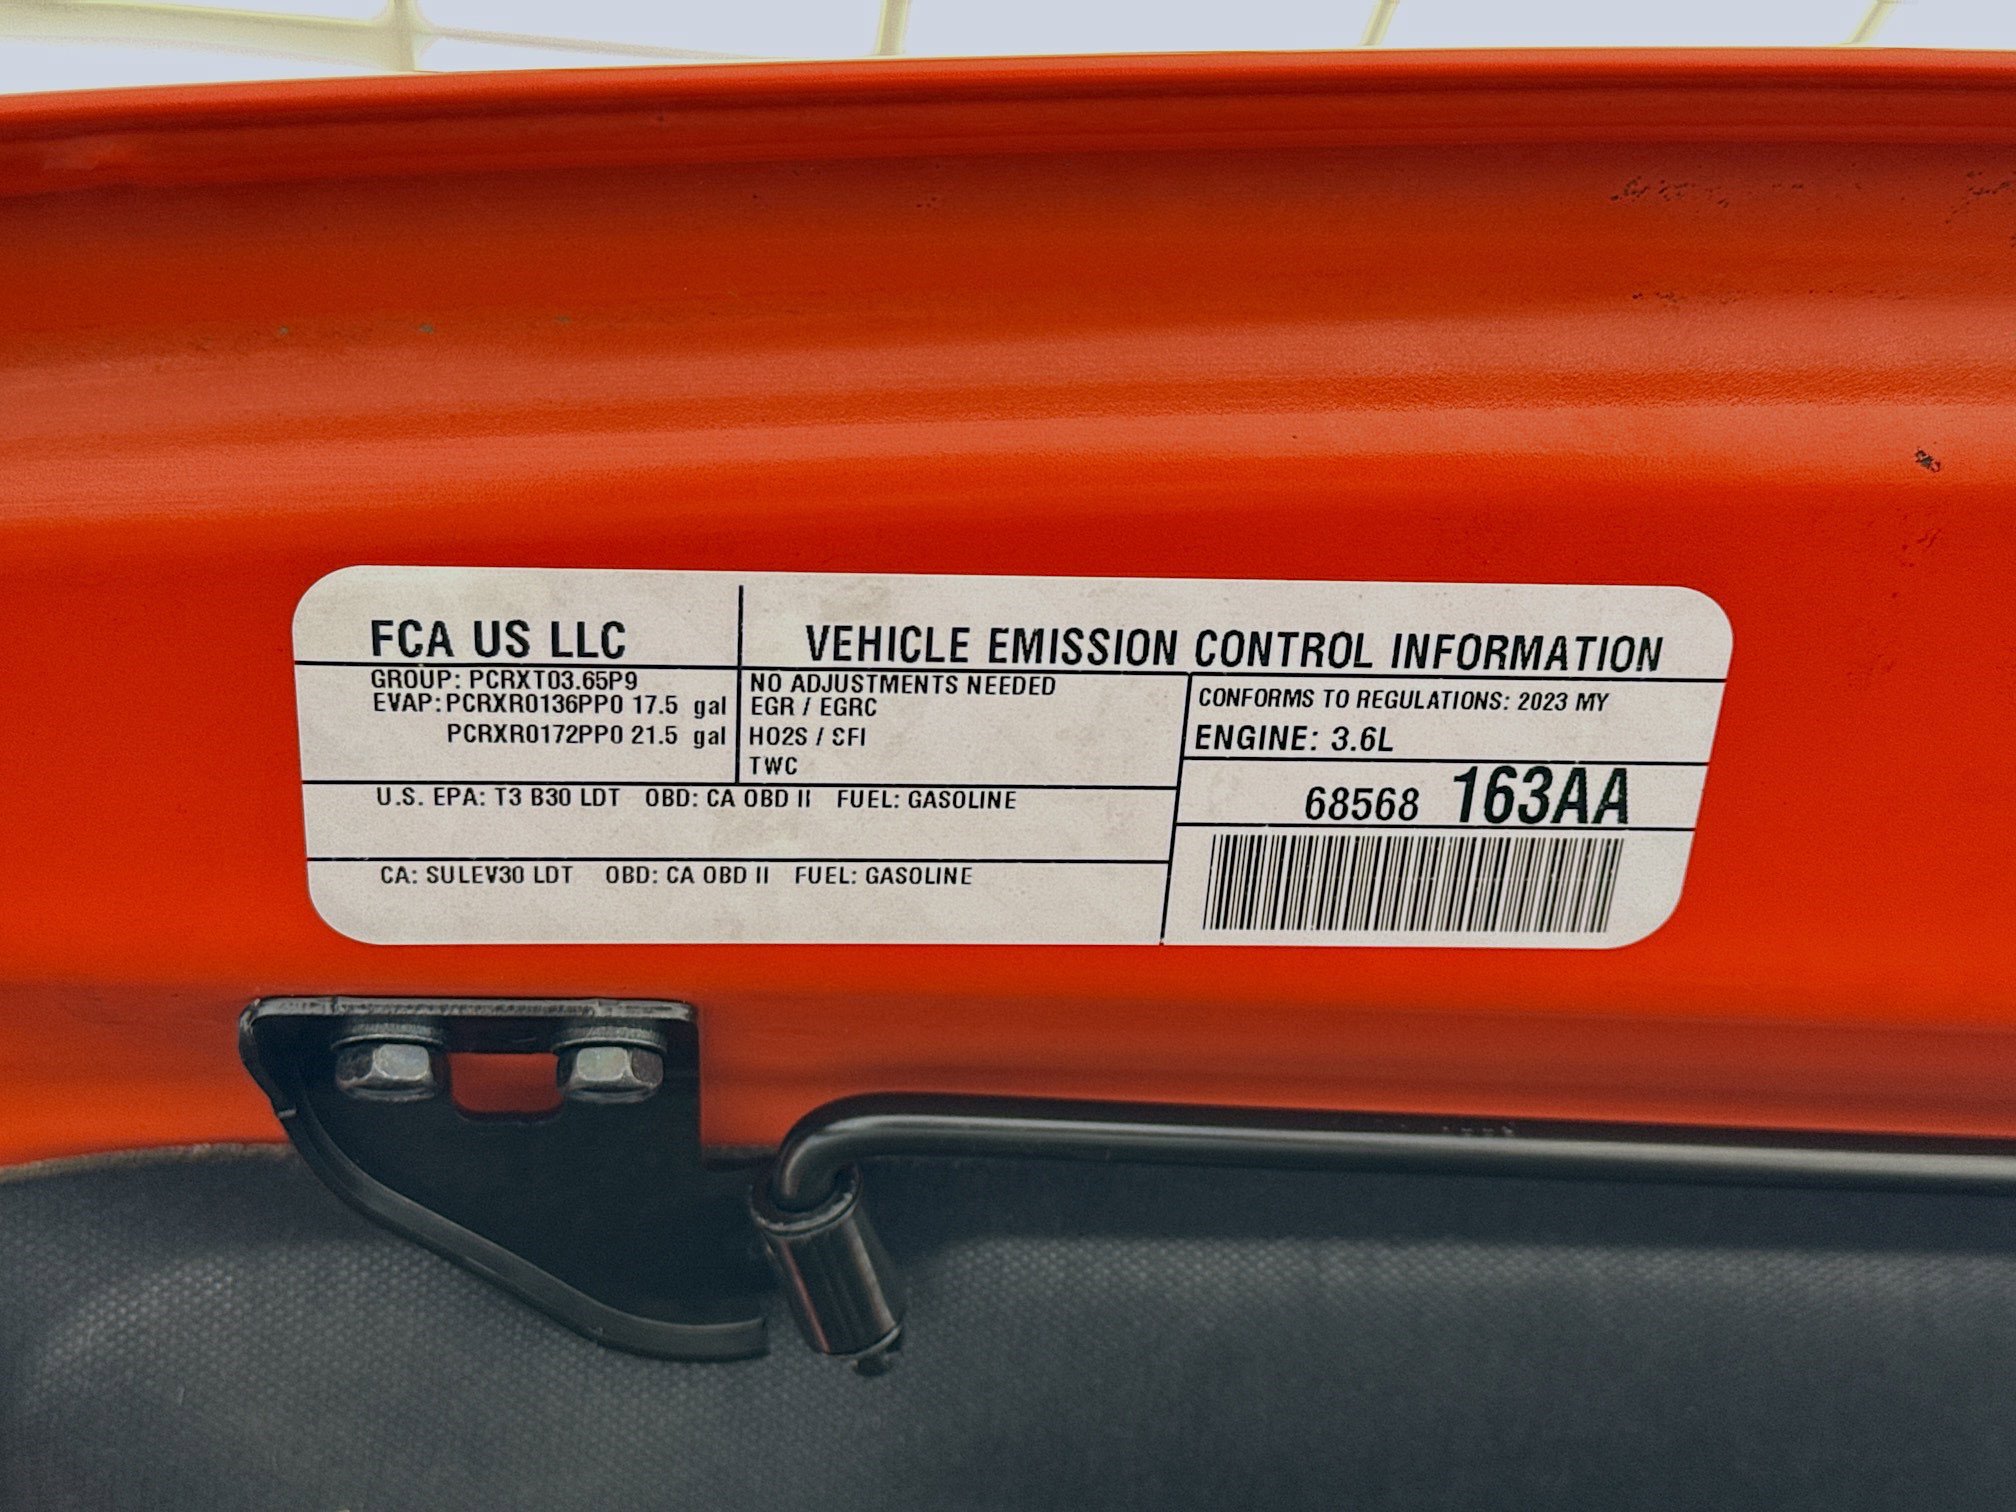 FCA US LLC
VEHICLE EMISSION CONTROL INFORMATION
GROUP: PCRXT03.65P9
EVAP: PCRXR0136PP0 17.5 gal
PCRXR0172PP0 21.5 gal
NO ADJUSTMENTS NEEDED
EGR / EGRC
HO2S / SFI
TWC
CONFORMS TO REGULATIONS: 2023 MY
ENGINE: 3.6L
68568 163AA
U.S. EPA: T3 B30 LDT OBD: CA OBD II FUEL: GASOLINE
CA: SULEV30 LDT OBD: CA OBD II FUEL: GASOLINE